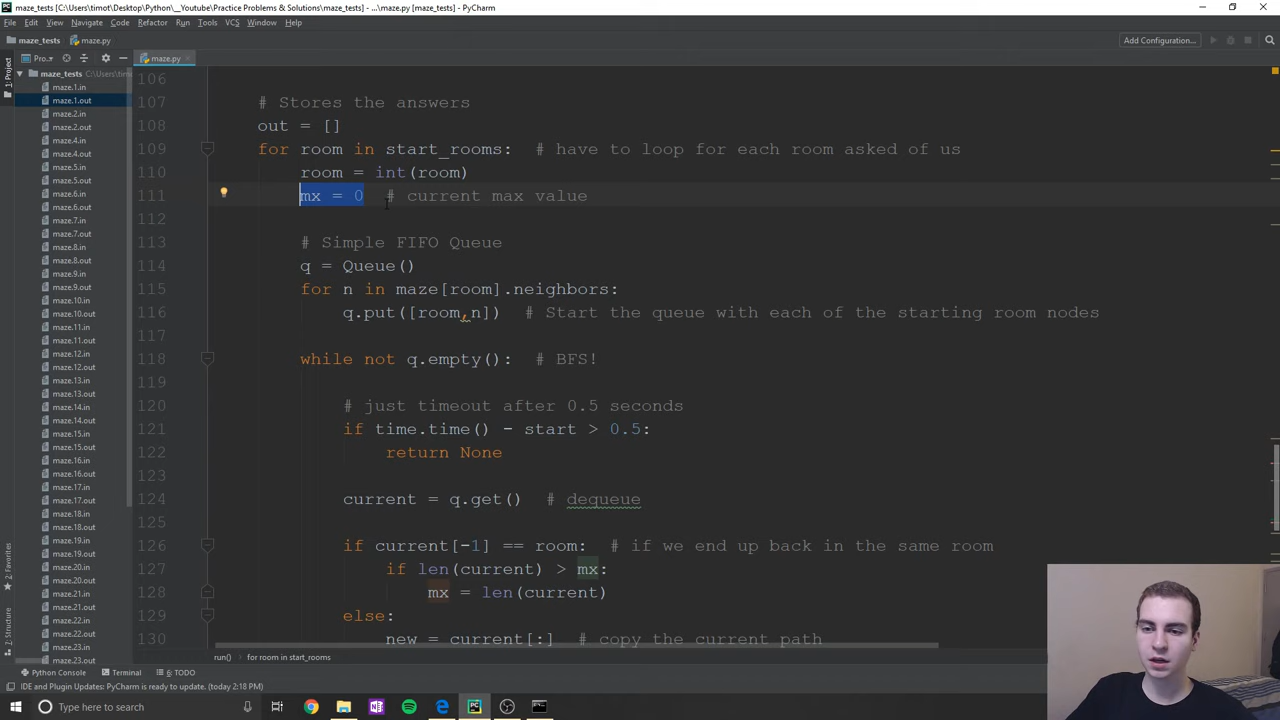 maze_tests [C:\Users\timot\Desktop\Python\__Youtube\Practice Problems & Solutions\maze_tests] - ...\maze.py [maze_tests] - PyCharm
File Edit View Navigate Code Refactor Run Tools VCS Window Help
maze_tests maze.py Add Configuration...
1: Project
Pro.. maze.py
maze_tests C:\Users\timo
maze.1.in
maze.1.out
maze.2.in
maze.2.out
maze.4.in
maze.4.out
maze.5.in
maze.5.out
maze.6.in
maze.6.out
maze.7.in
maze.7.out
maze.8.in
maze.8.out
maze.9.in
maze.9.out
maze.10.in
maze.10.out
maze.11.in
maze.11.out
maze.12.in
maze.12.out
maze.13.in
maze.13.out
maze.14.in
maze.14.out
maze.15.in
maze.15.out
maze.16.in
maze.16.out
maze.17.in
maze.17.out
maze.18.in
maze.18.out
maze.19.in
maze.19.out
maze.20.in
maze.20.out
maze.21.in
maze.21.out
maze.22.in
maze.22.out
maze.23.in
maze.23.out
2: Favorites
7: Structure
106
107 # Stores the answers
108 out = []
109 for room in start_rooms: # have to loop for each room asked of us
110 room = int(room)
111 mx = 0 # current max value
112
113 # Simple FIFO Queue
114 q = Queue()
115 for n in maze[room].neighbors:
116 q.put([room,n]) # Start the queue with each of the starting room nodes
117
118 while not q.empty(): # BFS!
119
120 # just timeout after 0.5 seconds
121 if time.time() - start > 0.5:
122 return None
123
124 current = q.get() # dequeue
125
126 if current[-1] == room: # if we end up back in the same room
127 if len(current) > mx:
128 mx = len(current)
129 else:
130 new = current[:] # copy the current path
run() for room in start_rooms
Python Console Terminal 6: TODO
IDE and Plugin Updates: PyCharm is ready to update. (today 2:18 PM)
Type here to search